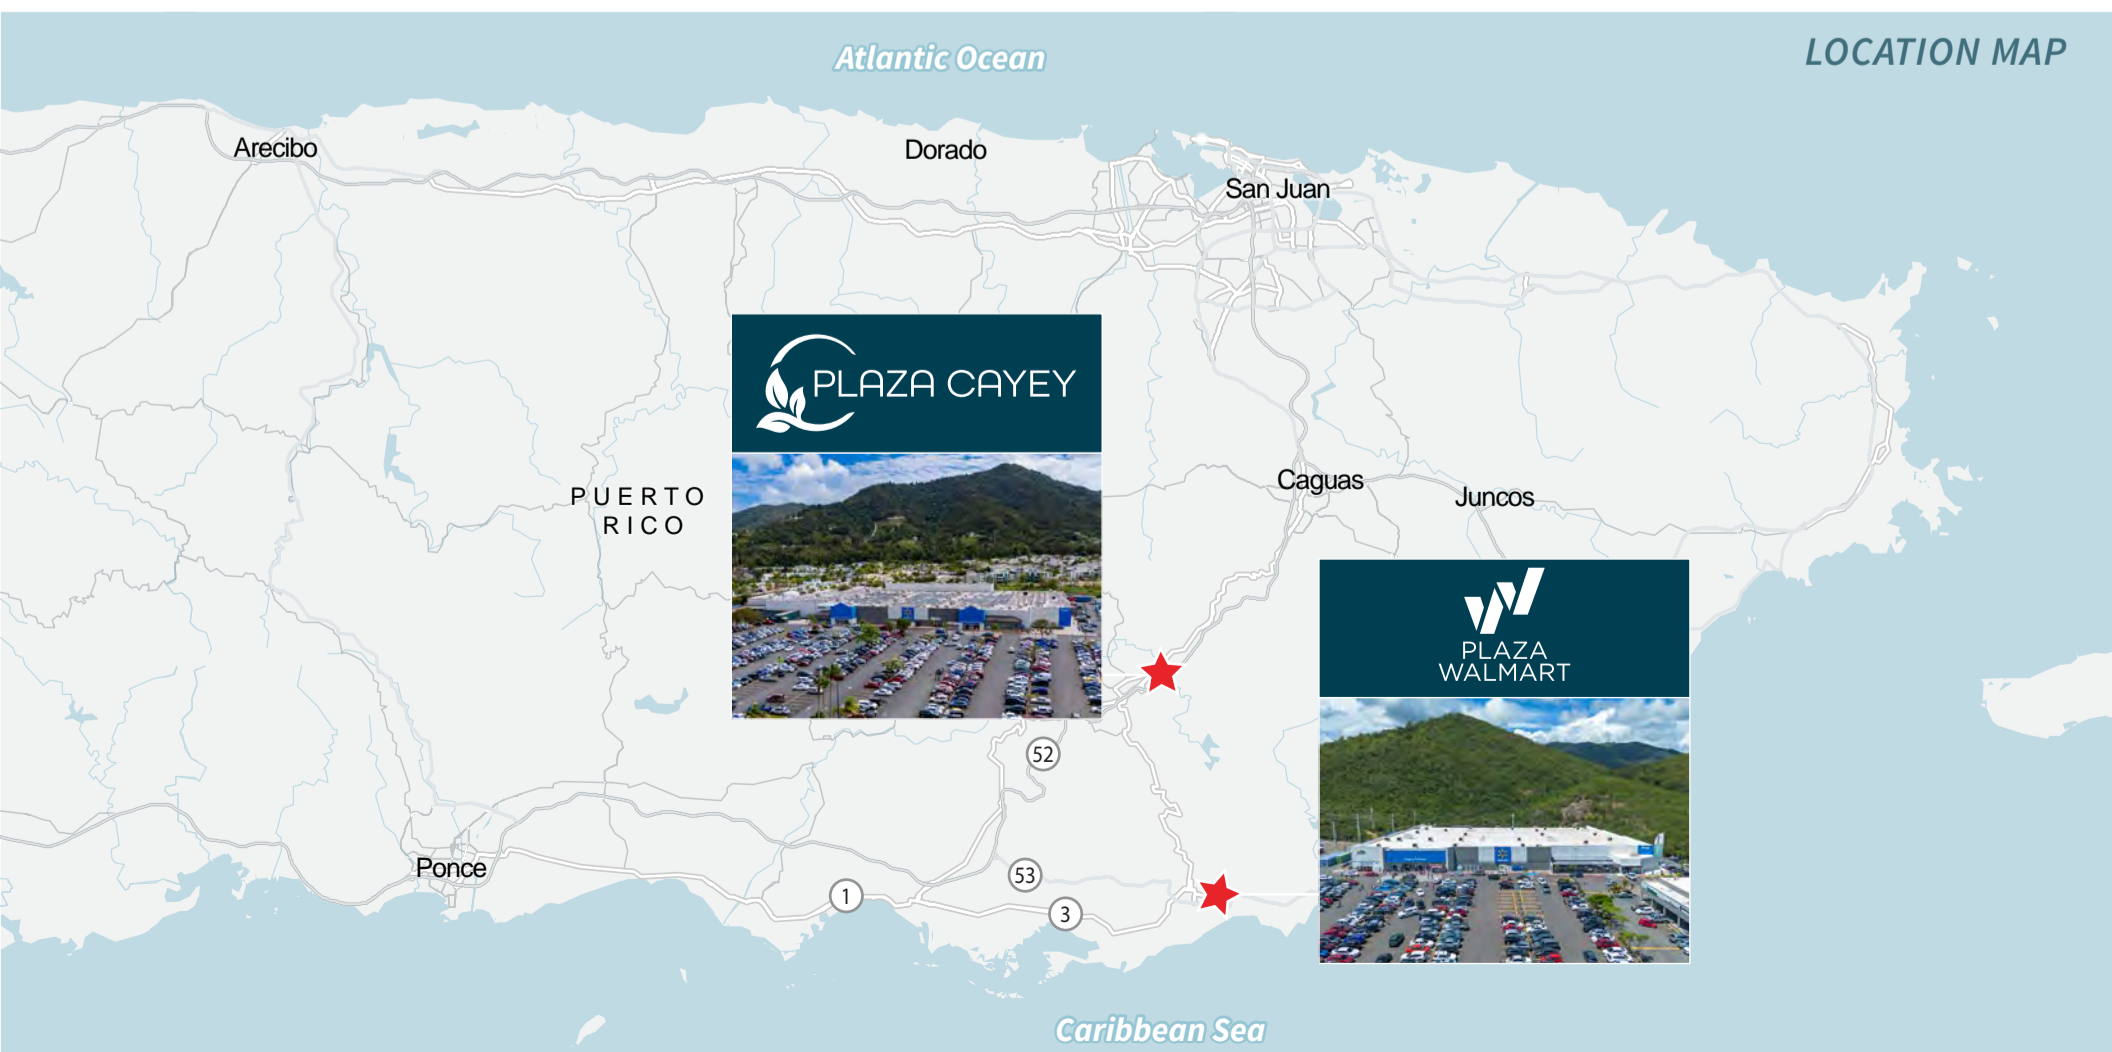 Atlantic Ocean
LOCATION MAP
Arecibo
Dorado
San Juan
PLAZA CAYEY
Caguas
Juncos
PUERTO
RICO
PLAZA
WALMART
52
Ponce
53
1
3
Caribbean Sea